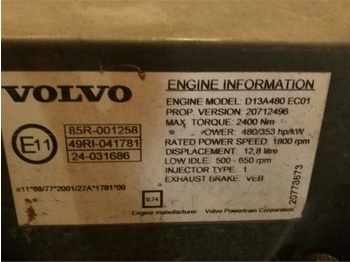 VOLVO
E11
85R-001258
49RI-041781
24-031686
e11*88/77*2001/27A*1781*00
ENGINE INFORMATION
ENGINE MODEL: D13A480 EC01
PROP. VERSION: 20712496
MAX. TORQUE: 2400 Nm
POWER: 480/353 hp/kW
RATED POWER SPEED: 1800 rpm
DISPLACEMENT: 12,8 litre
LOW IDLE: 500 - 650 rpm
INJECTOR TYPE: 1
EXHAUST BRAKE: VEB
0,74
Engine manufacturer Volvo Powertrain Corporation
20773673